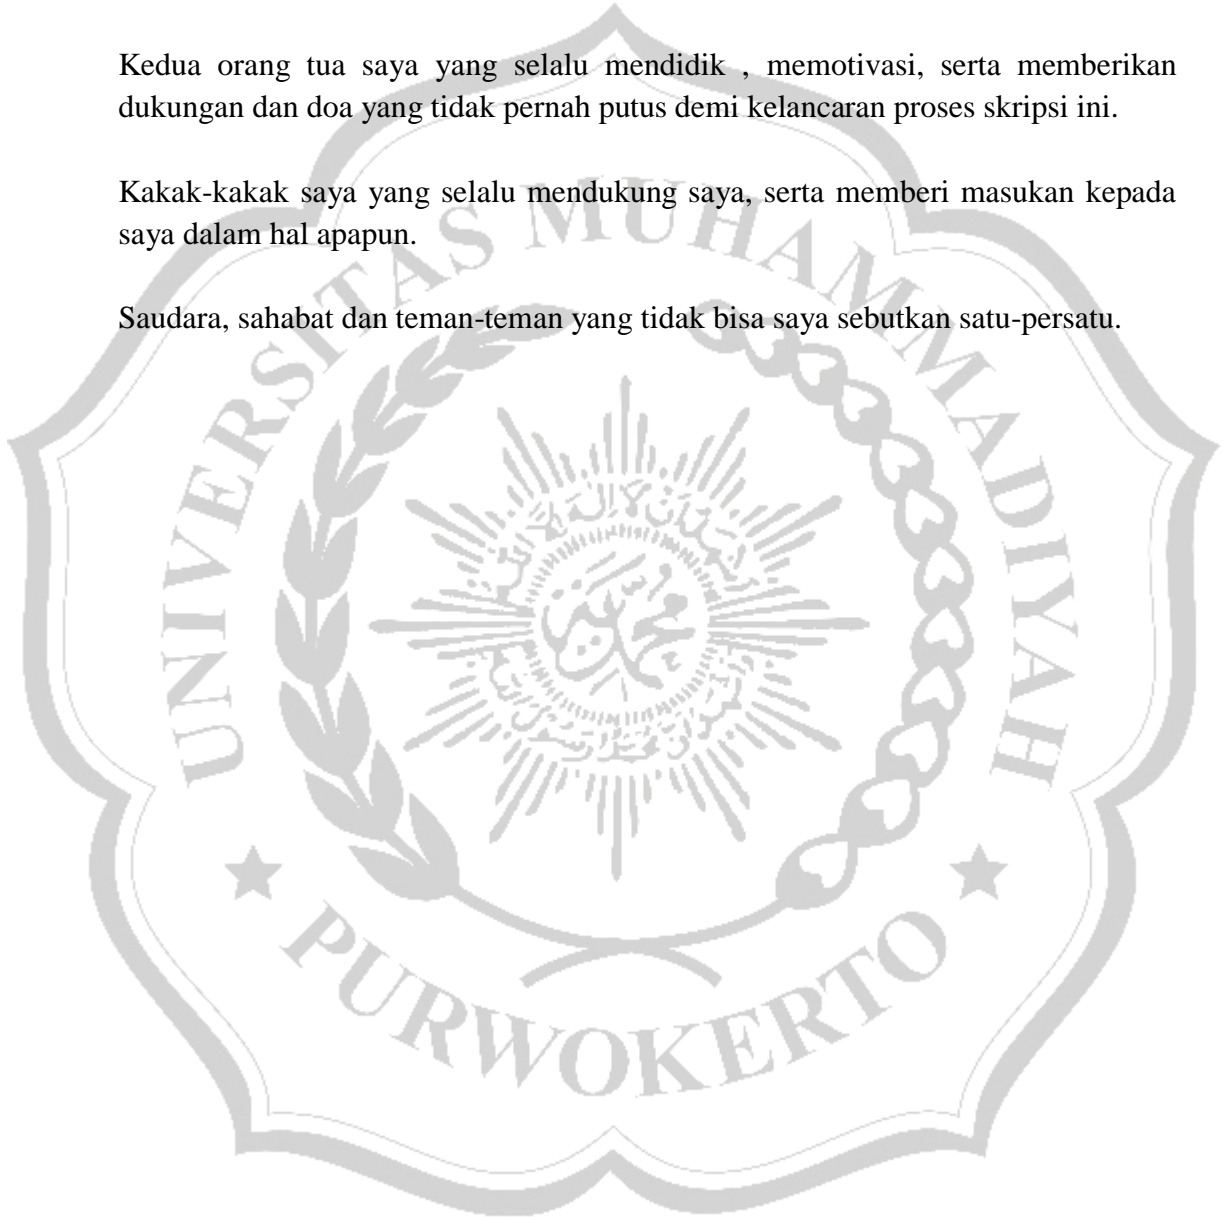 Kedua orang tua saya yang selalu mendidik , memotivasi, serta memberikan
dukungan dan doa yang tidak pernah putus demi kelancaran proses skripsi ini.
Kakak-kakak saya yang selalu mendukung saya, serta memberi masukan kepada
saya dalam hal apapun.
Saudara, sahabat dan teman-teman yang tidak bisa saya sebutkan satu-persatu.
UNIVERSITAS MUHAMMADIYAH
PURWOKERTO